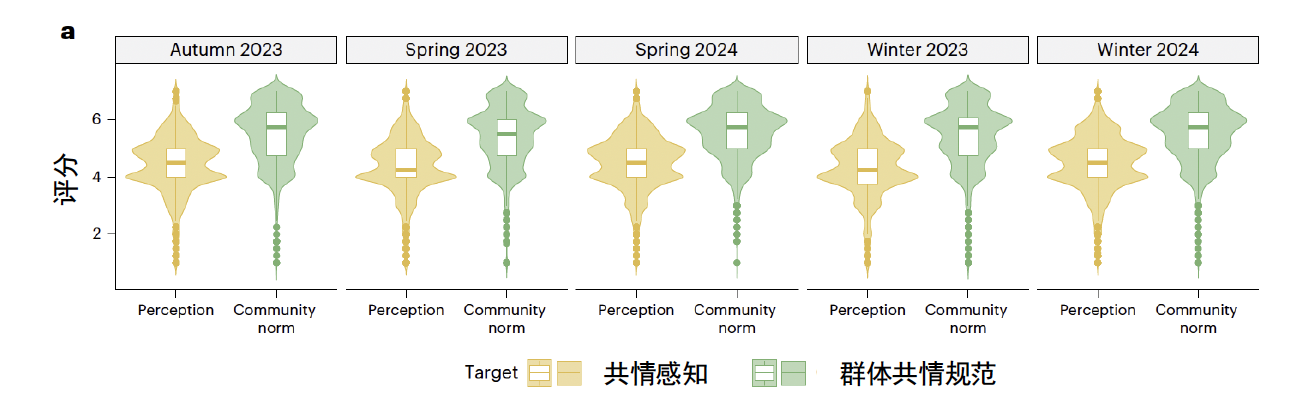 a
Autumn 2023
Spring 2023
Spring 2024
Winter 2023
Winter 2024
评分
6
4
2
Perception
Community
norm
Perception
Community
norm
Perception
Community
norm
Perception
Community
norm
Perception
Community
norm
Target
共情感知
群体共情规范